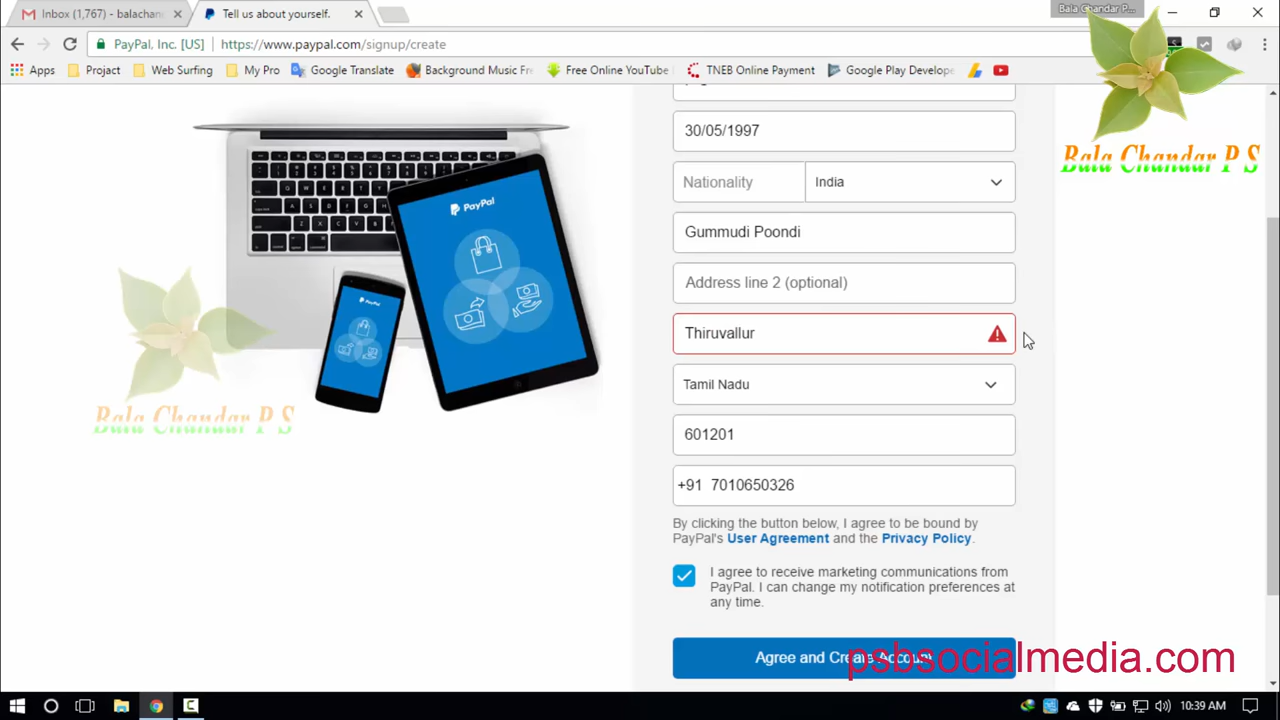 Inbox (1,767) - balachan
Tell us about yourself.
Bala Chandar P...
PayPal, Inc. [US]
https://www.paypal.com/signup/create
Apps
Project
Web Surfing
My Pro
Google Translate
Background Music Fr
Free Online YouTube
TNEB Online Payment
Google Play Develope
Bala Chandar P S
30/05/1997
Nationality
India
PayPal
Gummudi Poondi
Address line 2 (optional)
Thiruvallur
Tamil Nadu
Bala Chandar P S
601201
+91 7010650326
By clicking the button below, I agree to be bound by
PayPal's User Agreement and the Privacy Policy.
I agree to receive marketing communications from
PayPal. I can change my notification preferences at
any time.
Agree and Create Account
psbsocialmedia.com
10:39 AM